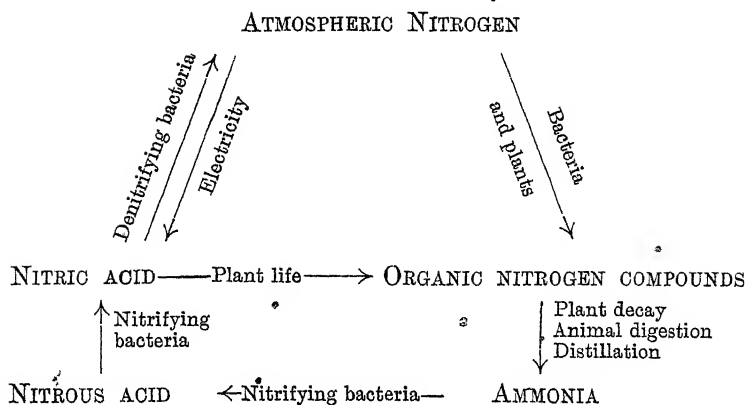 ATMOSPHERIC NITROGEN
Denitrifying bacteria
Electricity
Bacteria
and plants
NITRIC ACID—Plant life→ORGANIC NITROGEN COMPOUNDS
Nitrifying
bacteria
Plant decay
Animal digestion
Distillation
NITROUS ACID ←Nitrifying bacteria— AMMONIA